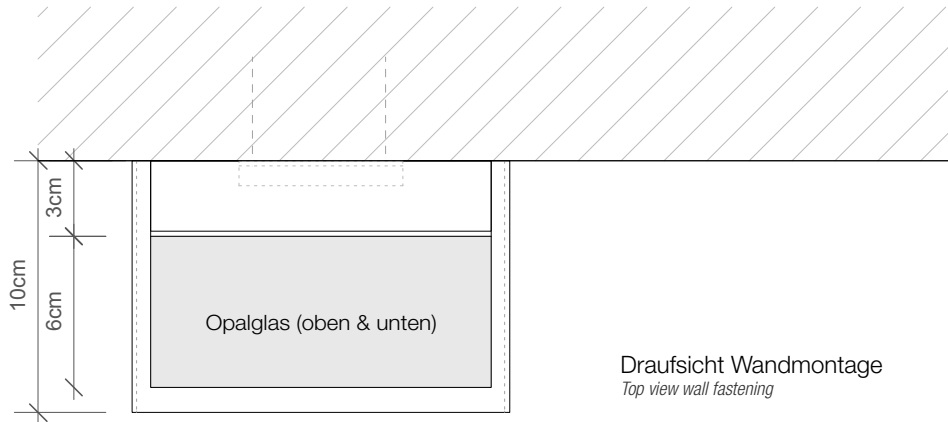 3cm
10cm
6cm
Opalglas (oben & unten)
Draufsicht Wandmontage
Top view wall fastening